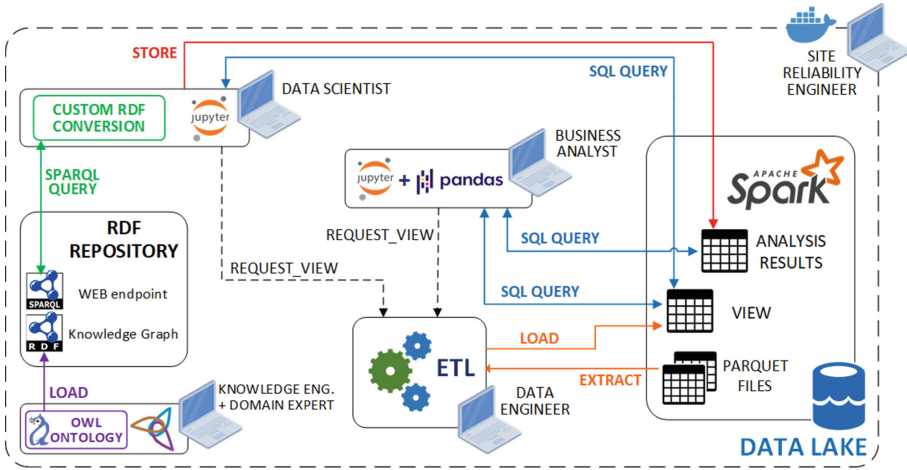 STORE
SQL QUERY
SITE
RELIABILITY
ENGINEER
DATA SCIENTIST
CUSTOM RDF
CONVERSION
jupyter
BUSINESS
ANALYST
SPARQL
QUERY
jupyter + pandas
APACHE
Spark
RDF
REPOSITORY
REQUEST_VIEW
SQL QUERY
ANALYSIS
RESULTS
REQUEST_VIEW
WEB endpoint
SPARQL
SQL QUERY
VIEW
Knowledge Graph
RDF
LOAD
ETL
EXTRACT
PARQUET
FILES
LOAD
KNOWLEDGE ENG.
+ DOMAIN EXPERT
OWL
ONTOLOGY
DATA
ENGINEER
DATA LAKE